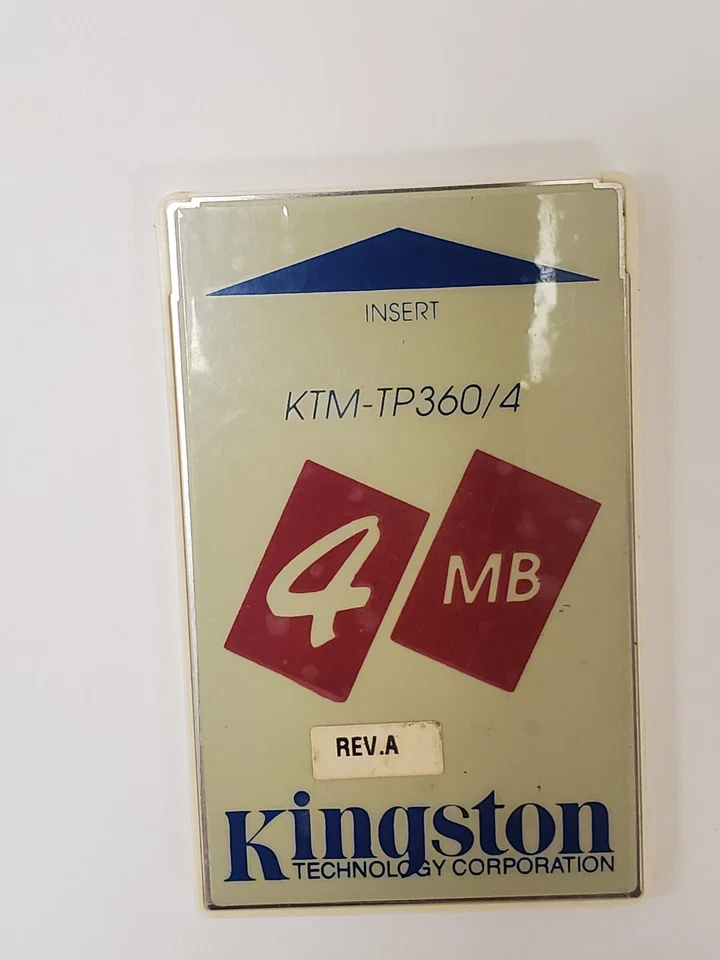 INSERT
KTM-TP360/4
4 MB
REV.A
Kingston
TECHNOLOGY CORPORATION